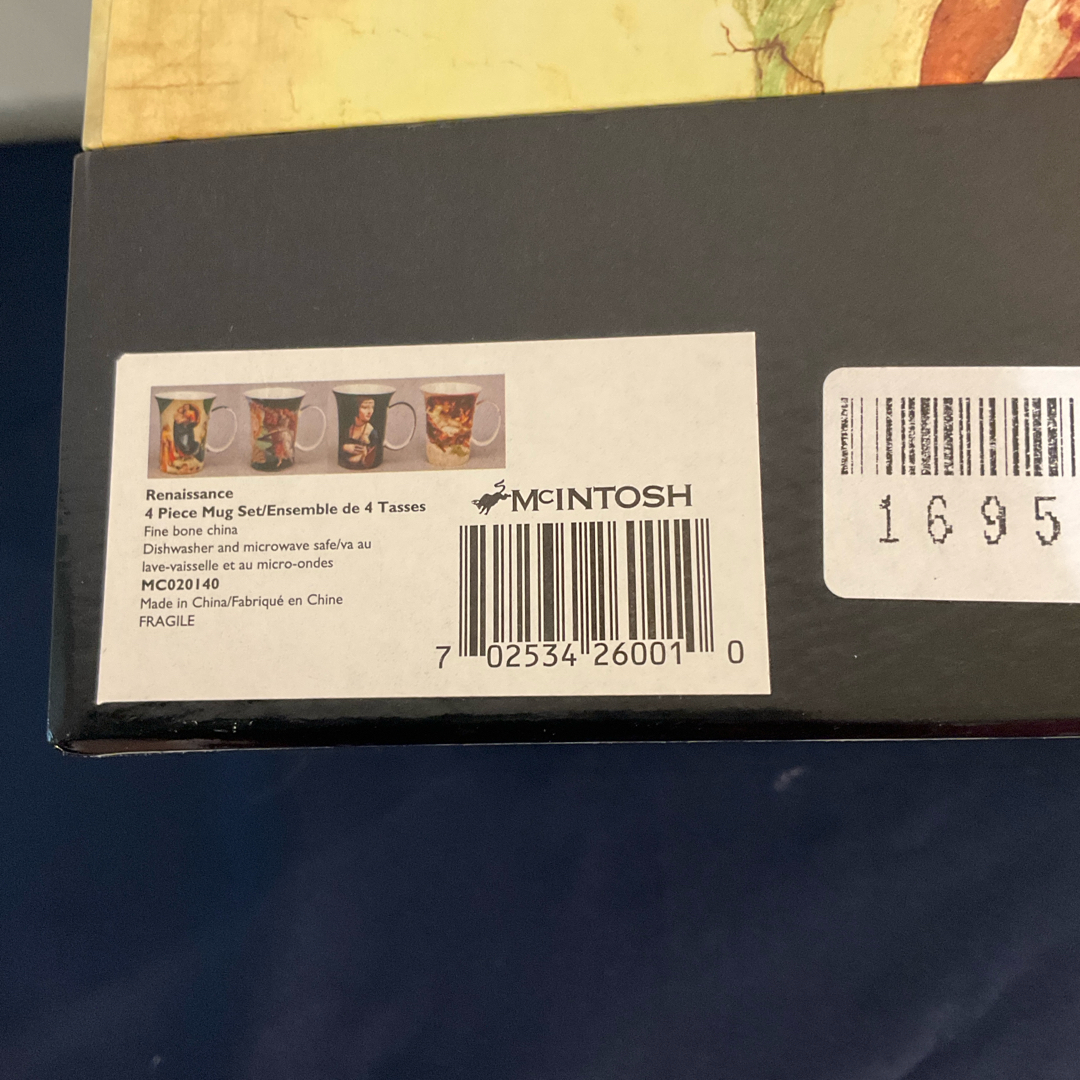 Renaissance
4 Piece Mug Set/Ensemble de 4 Tasses
Fine bone china
Dishwasher and microwave safe/va au
lave-vaisselle et au micro-ondes
MC020140
Made in China/Fabriqué en Chine
FRAGILE
McINTOSH
7 02534 26001 0
1695